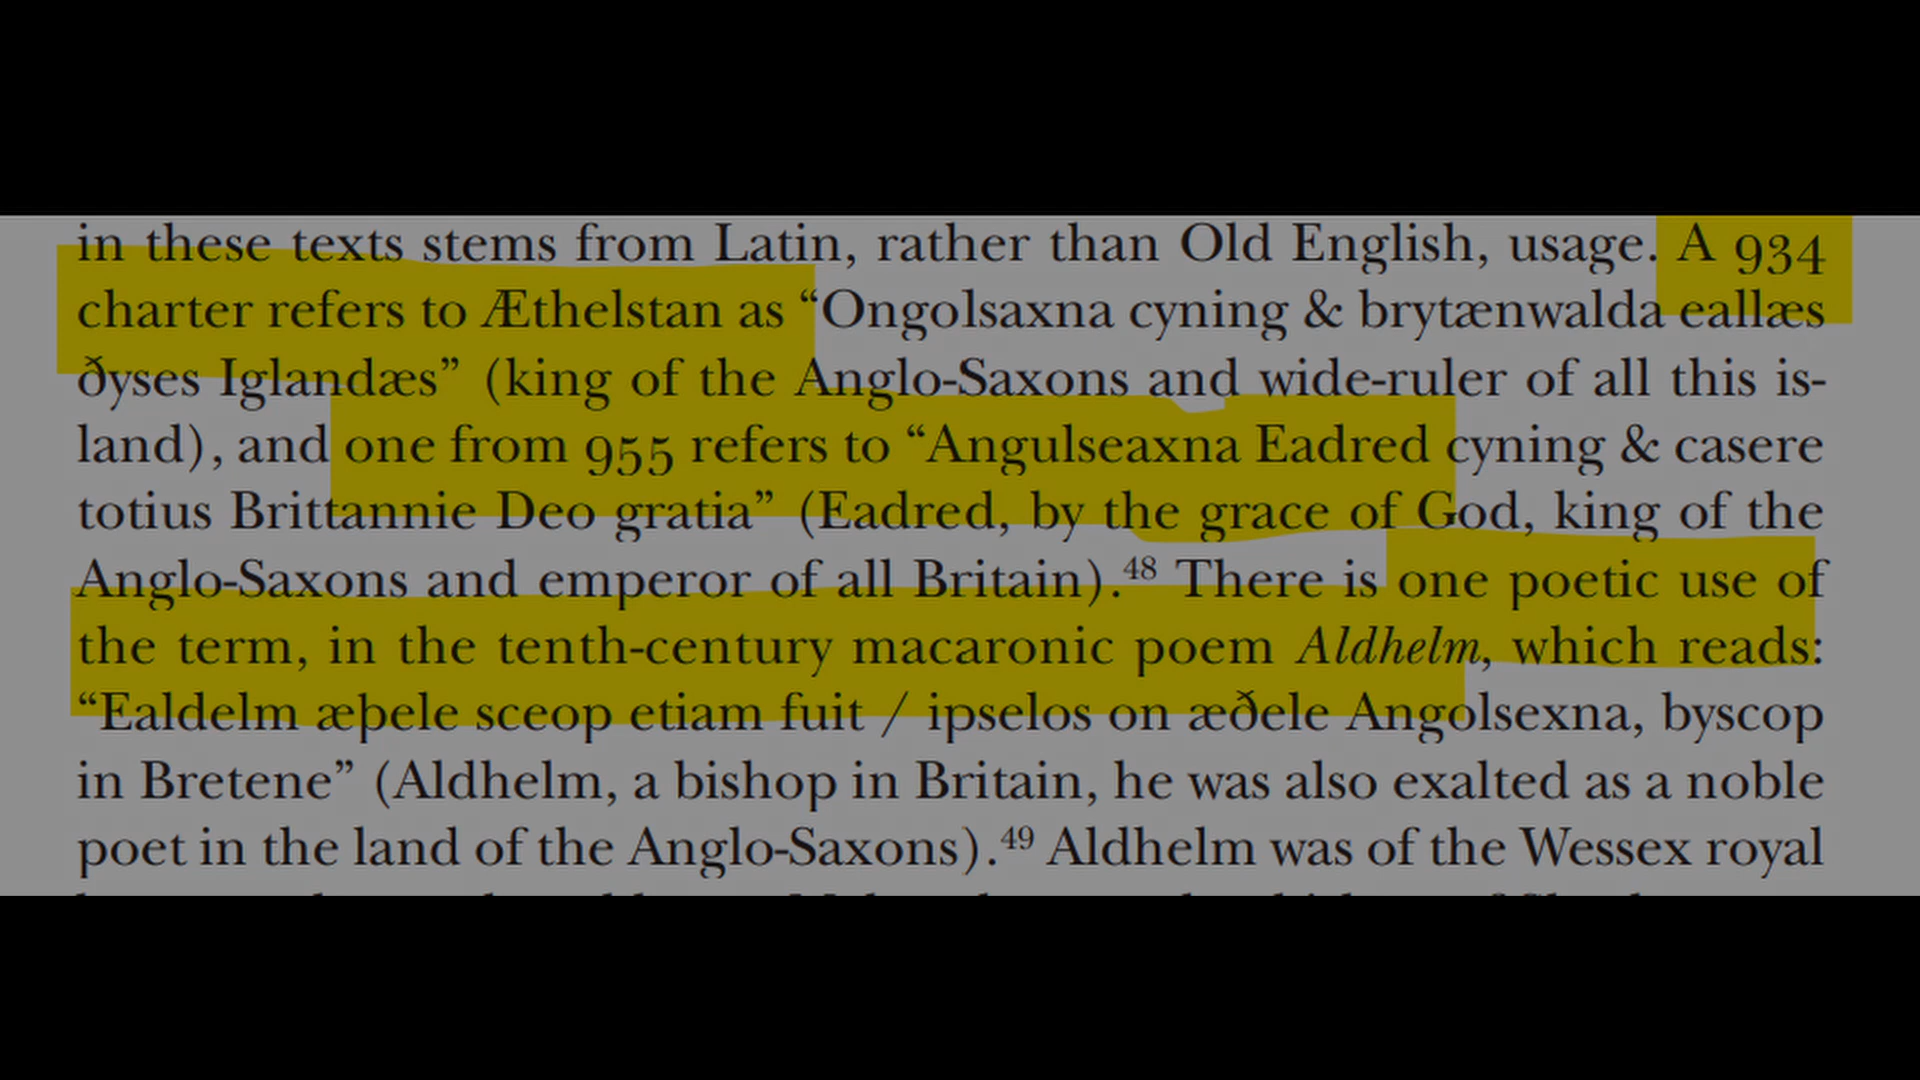 in these texts stems from Latin, rather than Old English, usage. A 934
charter refers to Æthelstan as “Ongolsaxna cyning & brytænwalda eallæs
ðyses Iglandæs” (king of the Anglo-Saxons and wide-ruler of all this is-
land), and one from 955 refers to “Angulseaxna Eadred cyning & casere
totius Brittannie Deo gratia” (Eadred, by the grace of God, king of the
Anglo-Saxons and emperor of all Britain).⁴⁸ There is one poetic use of
the term, in the tenth-century macaronic poem Aldhelm, which reads:
“Ealdelm æþele sceop etiam fuit / ipselos on æðele Angolsexna, byscop
in Bretene” (Aldhelm, a bishop in Britain, he was also exalted as a noble
poet in the land of the Anglo-Saxons).⁴⁹ Aldhelm was of the Wessex royal